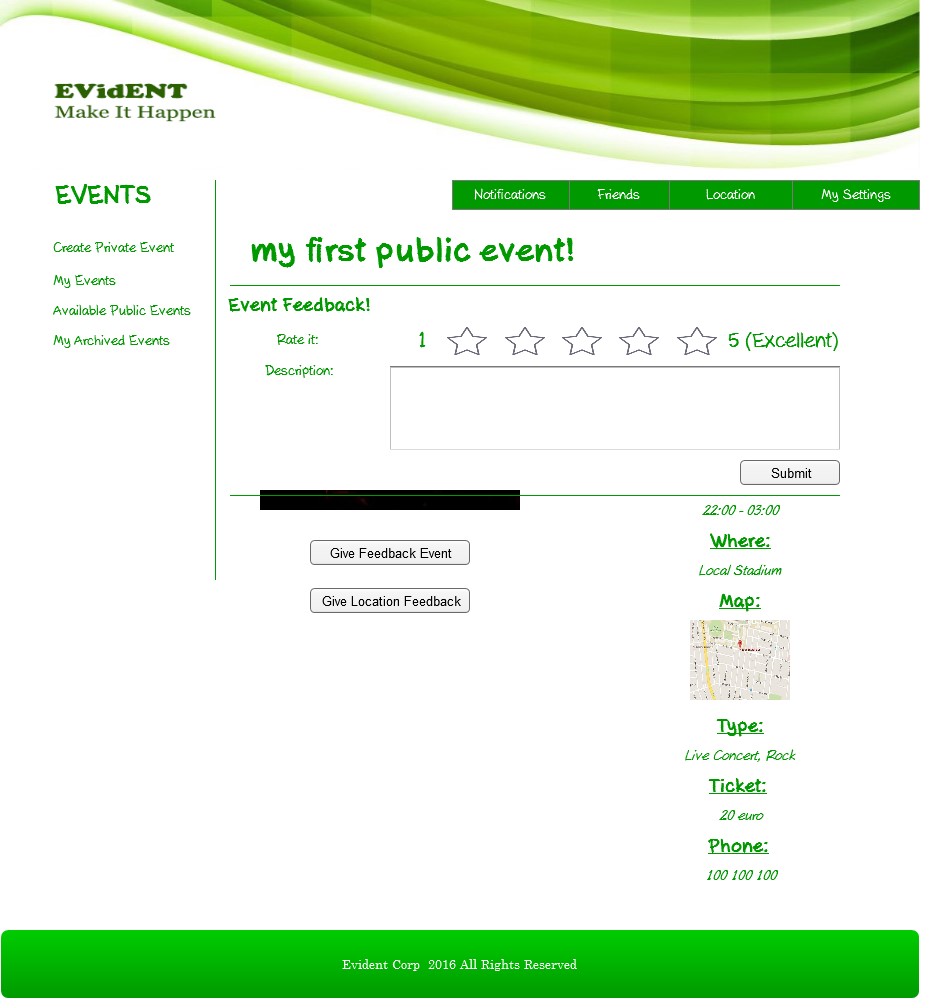 EVidENT
Make It Happen
EVENTS
Notifications
Friends
Location
My Settings
Create Private Event
My Events
Available Public Events
My Archived Events
my first public event!
Event Feedback!
Rate it:
1
5 (Excellent)
Description:
Submit
22:00 - 03:00
Give Feedback Event
Where:
Local Stadium
Give Location Feedback
Map:
Type:
Live Concert, Rock
Ticket:
20 euro
Phone:
100 100 100
Evident Corp 2016 All Rights Reserved